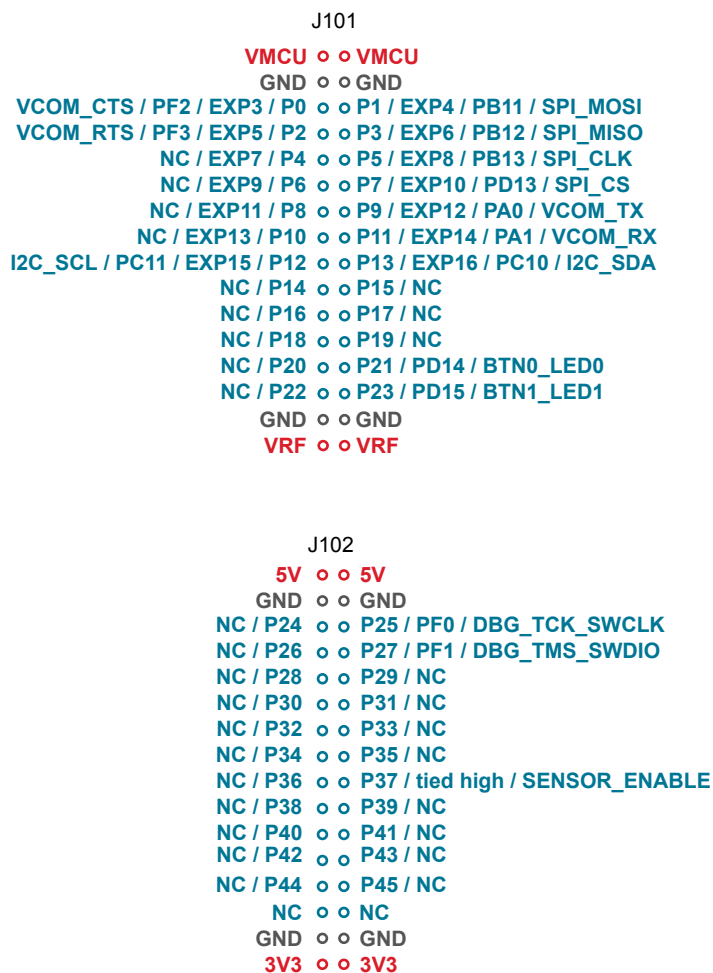 J101
VMCU VMCU
GND GND
VCOM_CTS / PF2 / EXP3 / P0 P1 / EXP4 / PB11 / SPI_MOSI
VCOM_RTS / PF3 / EXP5 / P2 P3 / EXP6 / PB12 / SPI_MISO
NC / EXP7 / P4 P5 / EXP8 / PB13 / SPI_CLK
NC / EXP9 / P6 P7 / EXP10 / PD13 / SPI_CS
NC / EXP11 / P8 P9 / EXP12 / PA0 / VCOM_TX
NC / EXP13 / P10 P11 / EXP14 / PA1 / VCOM_RX
I2C_SCL / PC11 / EXP15 / P12 P13 / EXP16 / PC10 / I2C_SDA
NC / P14 P15 / NC
NC / P16 P17 / NC
NC / P18 P19 / NC
NC / P20 P21 / PD14 / BTN0_LED0
NC / P22 P23 / PD15 / BTN1_LED1
GND GND
VRF VRF
J102
5V 5V
GND GND
NC / P24 P25 / PF0 / DBG_TCK_SWCLK
NC / P26 P27 / PF1 / DBG_TMS_SWDIO
NC / P28 P29 / NC
NC / P30 P31 / NC
NC / P32 P33 / NC
NC / P34 P35 / NC
NC / P36 P37 / tied high / SENSOR_ENABLE
NC / P38 P39 / NC
NC / P40 P41 / NC
NC / P42 P43 / NC
NC / P44 P45 / NC
NC NC
GND GND
3V3 3V3